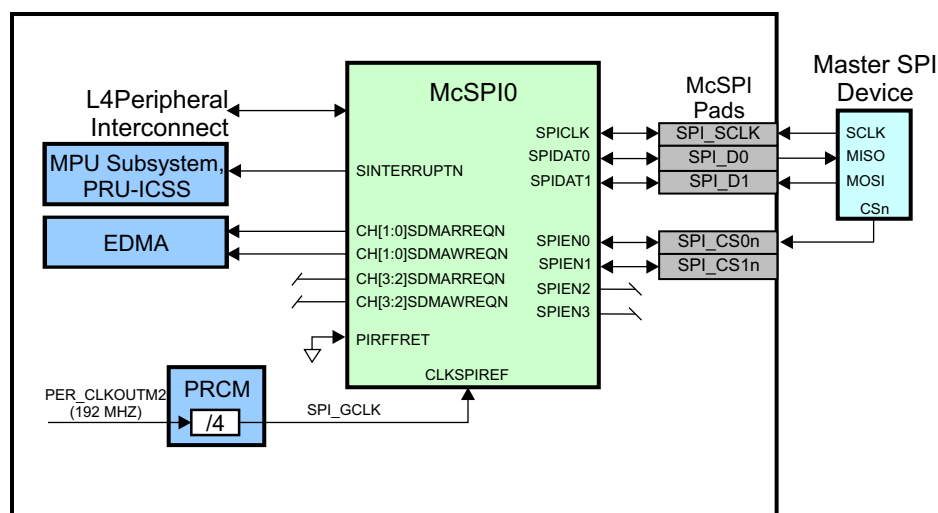 McSPI0
L4Peripheral
Interconnect
MPU Subsystem,
PRU-ICSS
EDMA
SINTERRUPTN
CH[1:0]SDMARREQN
CH[1:0]SDMAWREQN
CH[3:2]SDMARREQN
CH[3:2]SDMAWREQN
PIRFFRET
CLKSPIREF
SPICLK
SPIDAT0
SPIDAT1
SPIEN0
SPIEN1
SPIEN2
SPIEN3
McSPI
Pads
SPI_SCLK
SPI_D0
SPI_D1
SPI_CS0n
SPI_CS1n
Master SPI
Device
SCLK
MISO
MOSI
CSn
PER_CLKOUTM2
(192 MHZ)
PRCM
/4
SPI_GCLK